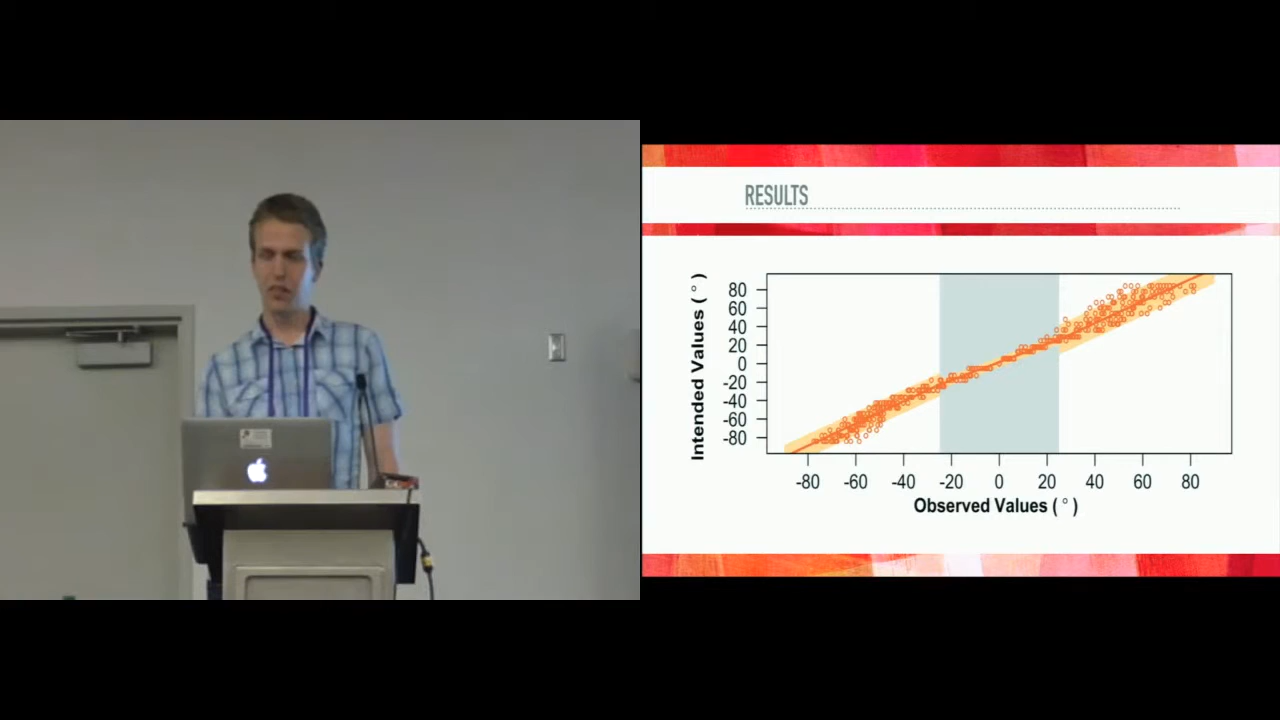 RESULTS
Intended Values ( ° )
80
60
40
20
0
-20
-40
-60
-80
-80 -60 -40 -20 0 20 40 60 80
Observed Values ( ° )